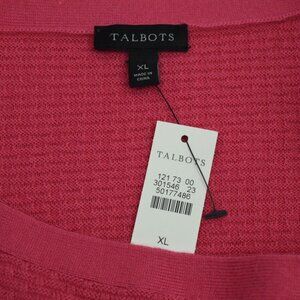 TALBOTS
XL
MADE IN
CHINA
TALBOTS
121 73 00
301546 23
50177486
XL